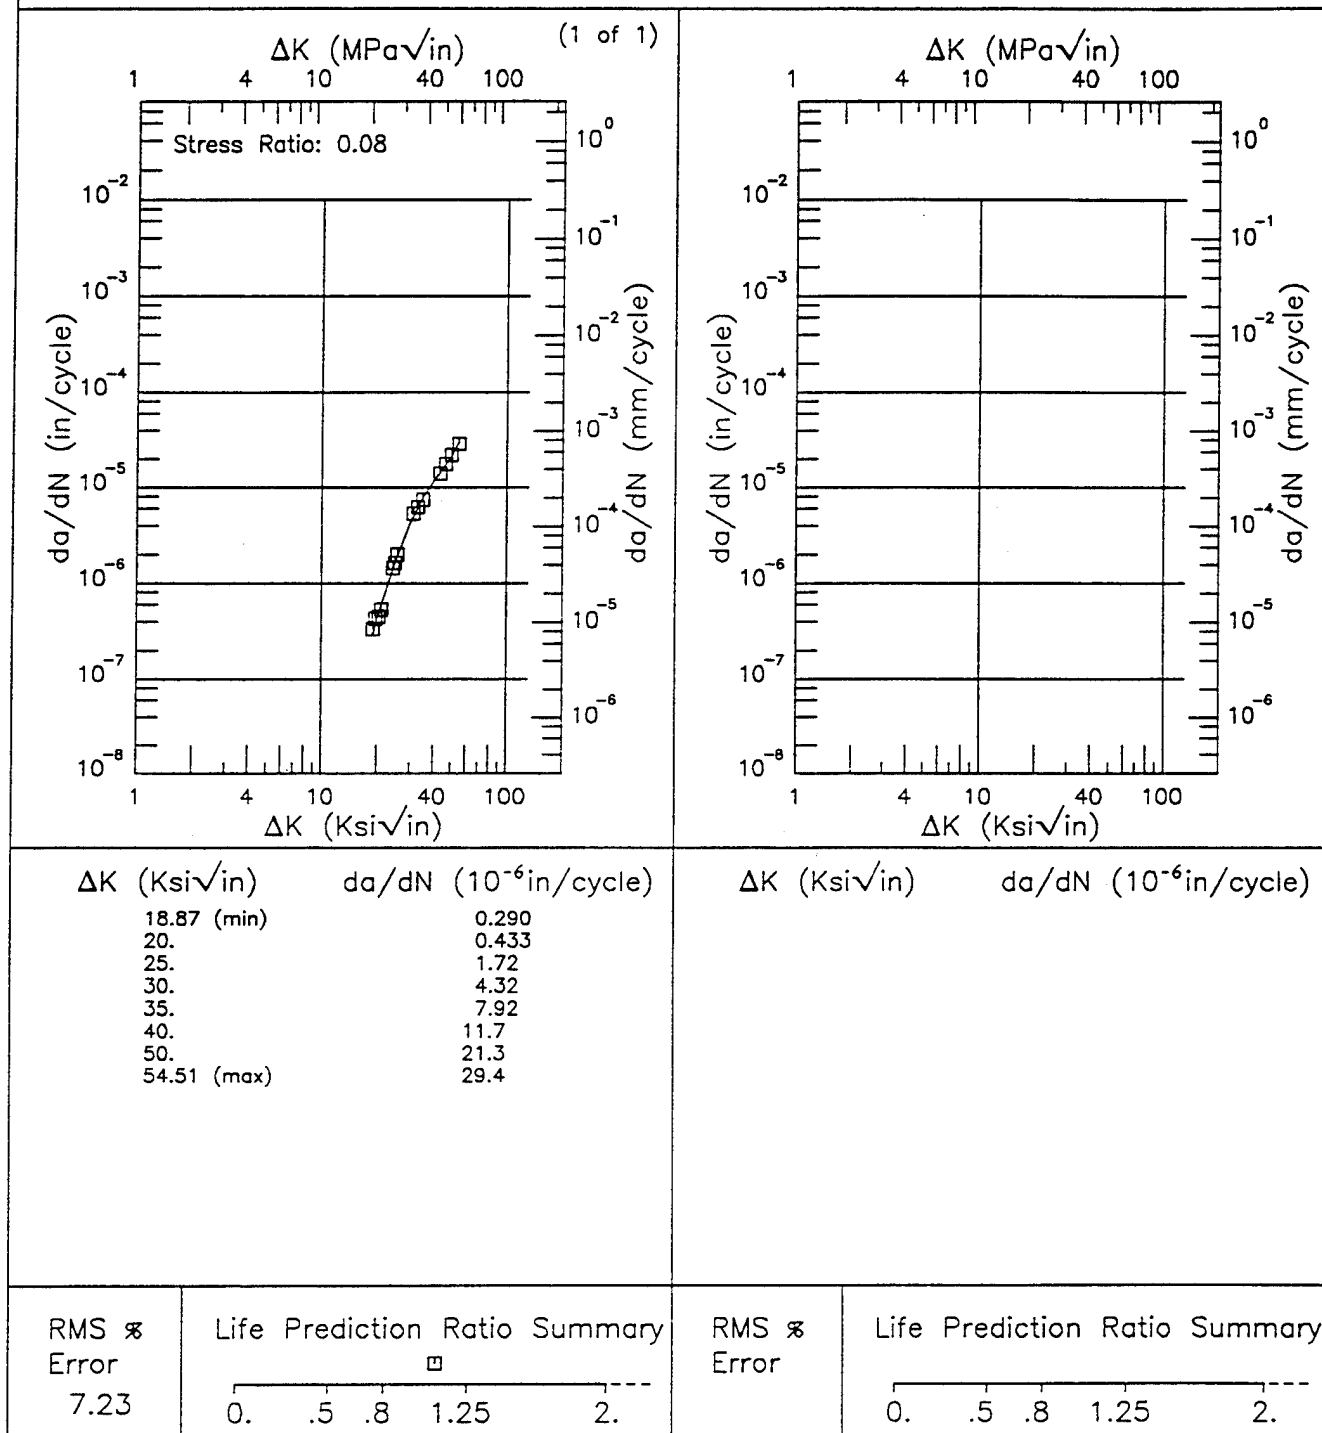 (1 of 1)
ΔK (MPa√in)
1 4 10 40 100
Stress Ratio: 0.08
10⁻² 10⁻³ 10⁻⁴ 10⁻⁵ 10⁻⁶ 10⁻⁷ 10⁻⁸
da/dN (in/cycle)
10⁰ 10⁻¹ 10⁻² 10⁻³ 10⁻⁴ 10⁻⁵ 10⁻⁶
da/dN (mm/cycle)
1 4 10 40 100
ΔK (Ksi√in)
ΔK (MPa√in)
1 4 10 40 100
10⁻² 10⁻³ 10⁻⁴ 10⁻⁵ 10⁻⁶ 10⁻⁷ 10⁻⁸
da/dN (in/cycle)
10⁰ 10⁻¹ 10⁻² 10⁻³ 10⁻⁴ 10⁻⁵ 10⁻⁶
da/dN (mm/cycle)
1 4 10 40 100
ΔK (Ksi√in)
ΔK (Ksi√in) da/dN (10⁻⁶in/cycle)
18.87 (min) 0.290
20. 0.433
25. 1.72
30. 4.32
35. 7.92
40. 11.7
50. 21.3
54.51 (max) 29.4
ΔK (Ksi√in) da/dN (10⁻⁶in/cycle)
RMS %
Error
7.23
Life Prediction Ratio Summary
0. .5 .8 1.25 2.
RMS %
Error
Life Prediction Ratio Summary
0. .5 .8 1.25 2.